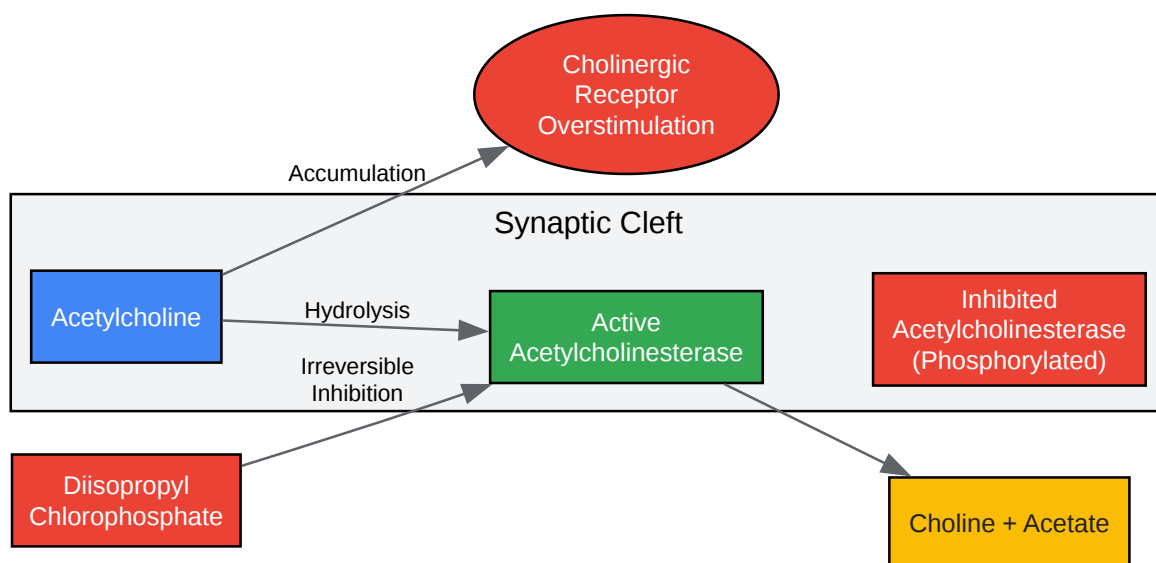 Cholinergic
Receptor
Overstimulation
Accumulation
Synaptic Cleft
Acetylcholine
Hydrolysis
Active
Acetylcholinesterase
Inhibited
Acetylcholinesterase
(Phosphorylated)
Irreversible
Inhibition
Diisopropyl
Chlorophosphate
Choline + Acetate